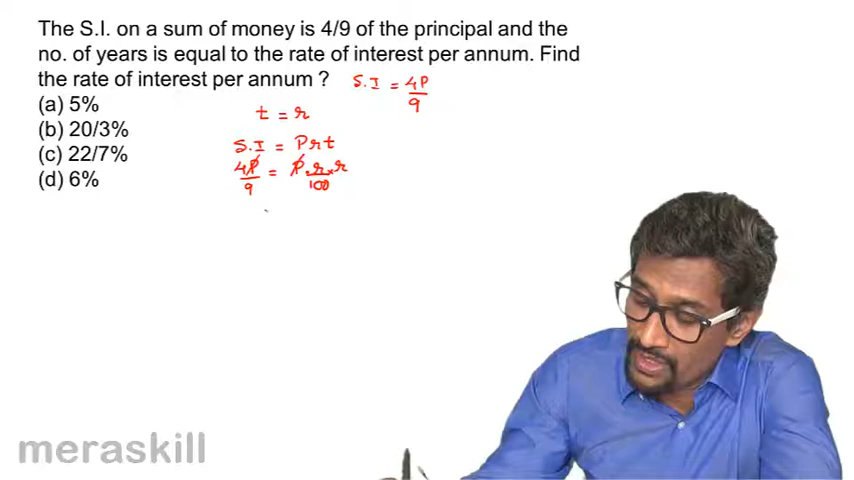 The S.I. on a sum of money is 4/9 of the principal and the
no. of years is equal to the rate of interest per annum. Find
the rate of interest per annum ? S.I = 4P/9
(a) 5%
t = r
(b) 20/3%
S.I = Prt
(c) 22/7%
4P/9 = P.r/100 × r
(d) 6%
meraskill